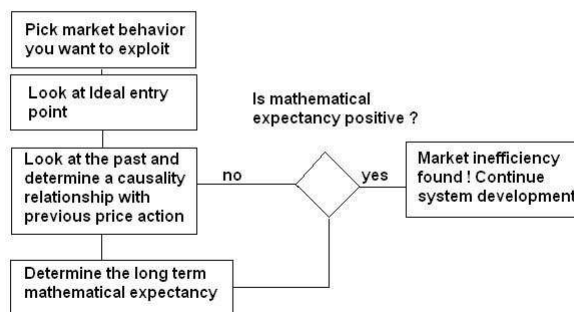 Pick market behavior
you want to exploit
Look at Ideal entry
point
Look at the past and
determine a causality
relationship with
previous price action
Determine the long term
mathematical expectancy
Is mathematical
expectancy positive ?
no
yes
Market inefficiency
found ! Continue
system development